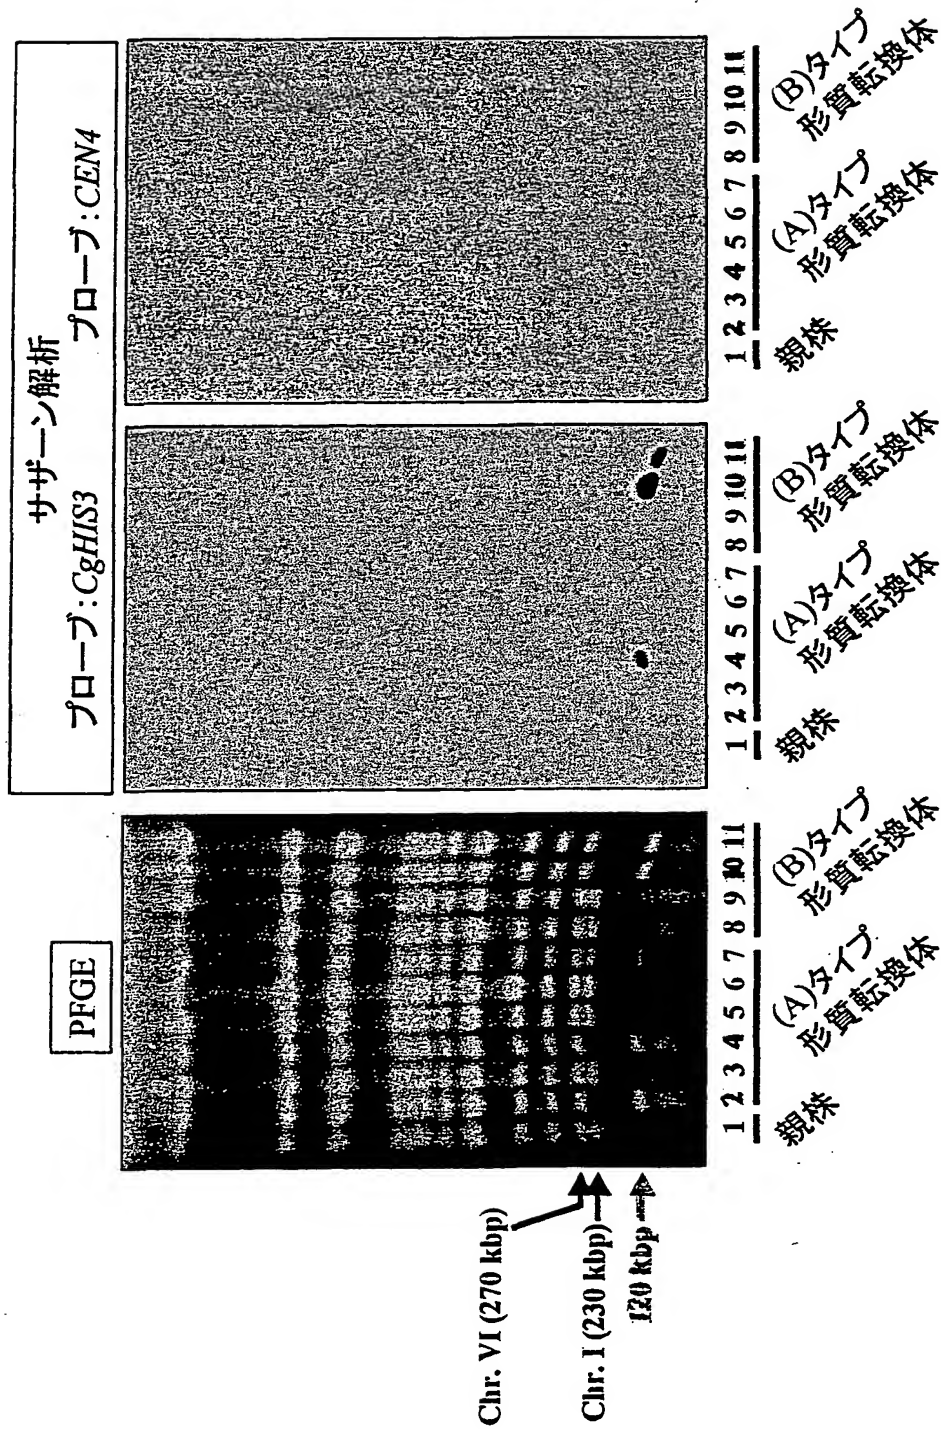 サザーン解析
プローブ:CgHIS3
プローブ:CEN4
PFGE
Chr. VI (270 kbp)
Chr. I (230 kbp)
120 kbp
1 2 3 4 5 6 7 8 9 10 11
親株
(A)タイプ
形質転換体
(B)タイプ
形質転換体
1 2 3 4 5 6 7 8 9 10 11
親株
(A)タイプ
形質転換体
(B)タイプ
形質転換体
1 2 3 4 5 6 7 8 9 10 11
親株
(A)タイプ
形質転換体
(B)タイプ
形質転換体